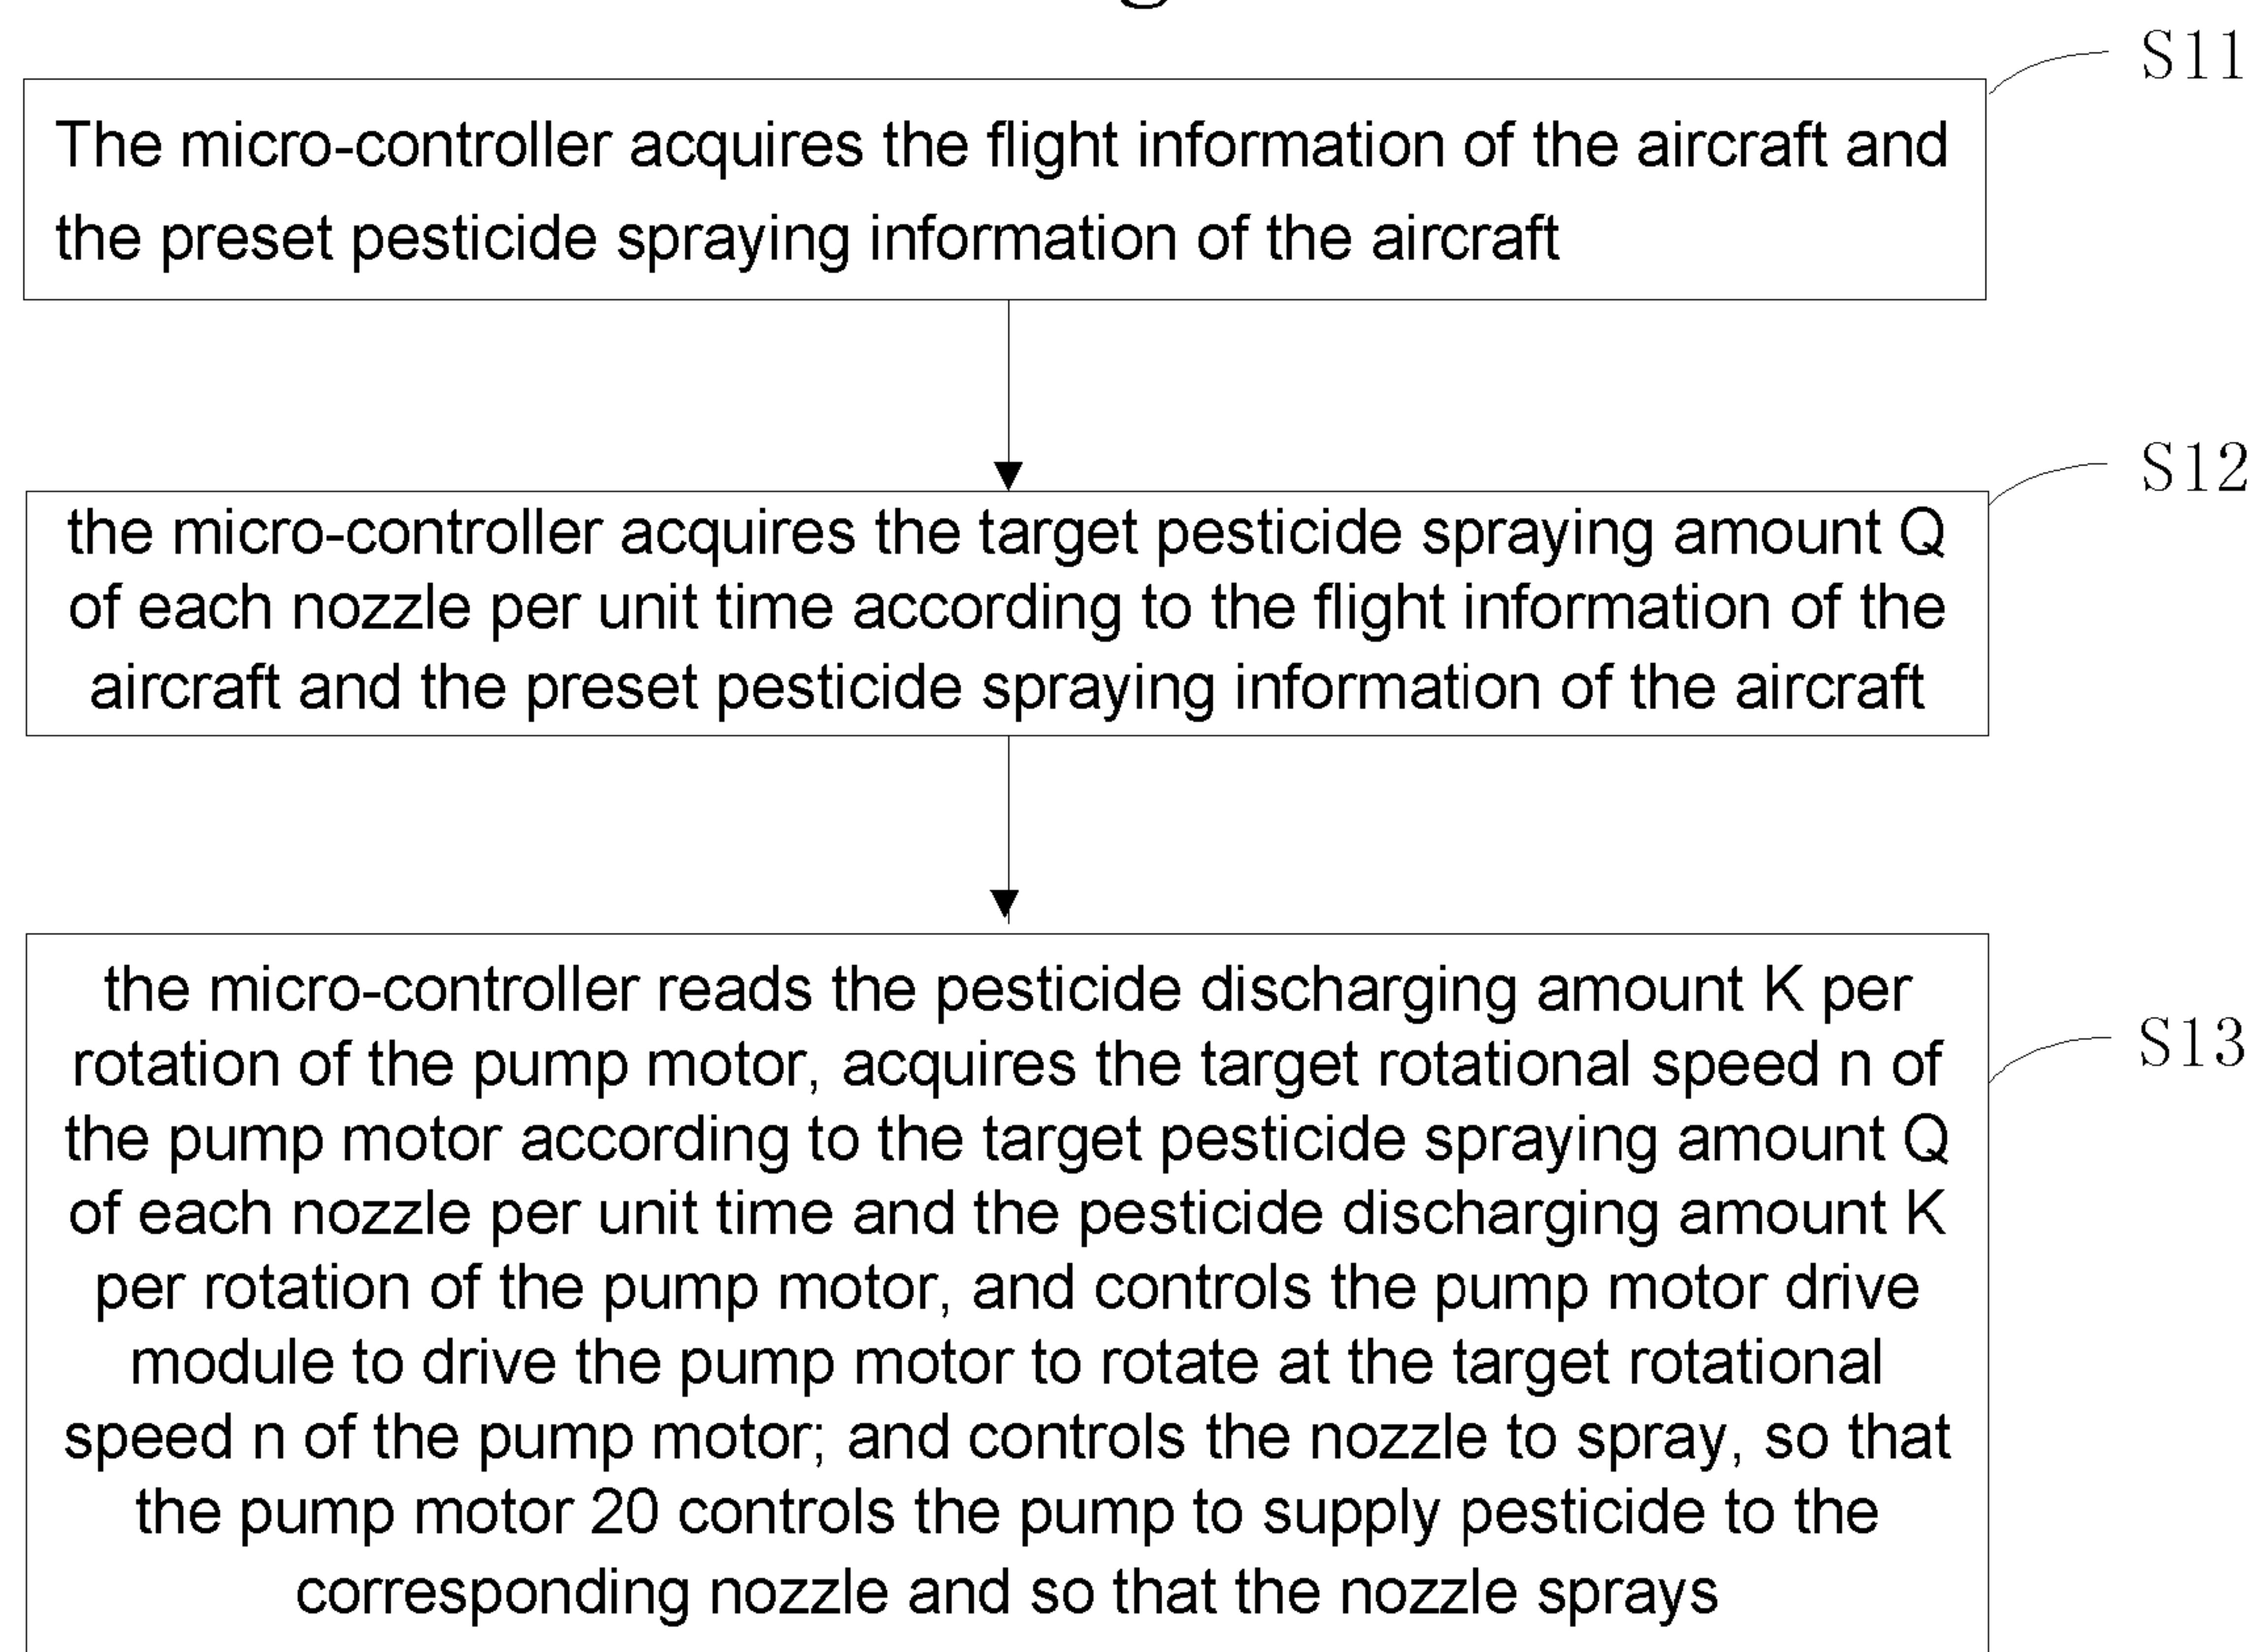 S11
The micro-controller acquires the flight information of the aircraft and
the preset pesticide spraying information of the aircraft
S12
the micro-controller acquires the target pesticide spraying amount Q
of each nozzle per unit time according to the flight information of the
aircraft and the preset pesticide spraying information of the aircraft
S13
the micro-controller reads the pesticide discharging amount K per
rotation of the pump motor, acquires the target rotational speed n of
the pump motor according to the target pesticide spraying amount Q
of each nozzle per unit time and the pesticide discharging amount K
per rotation of the pump motor, and controls the pump motor drive
module to drive the pump motor to rotate at the target rotational
speed n of the pump motor; and controls the nozzle to spray, so that
the pump motor 20 controls the pump to supply pesticide to the
corresponding nozzle and so that the nozzle sprays